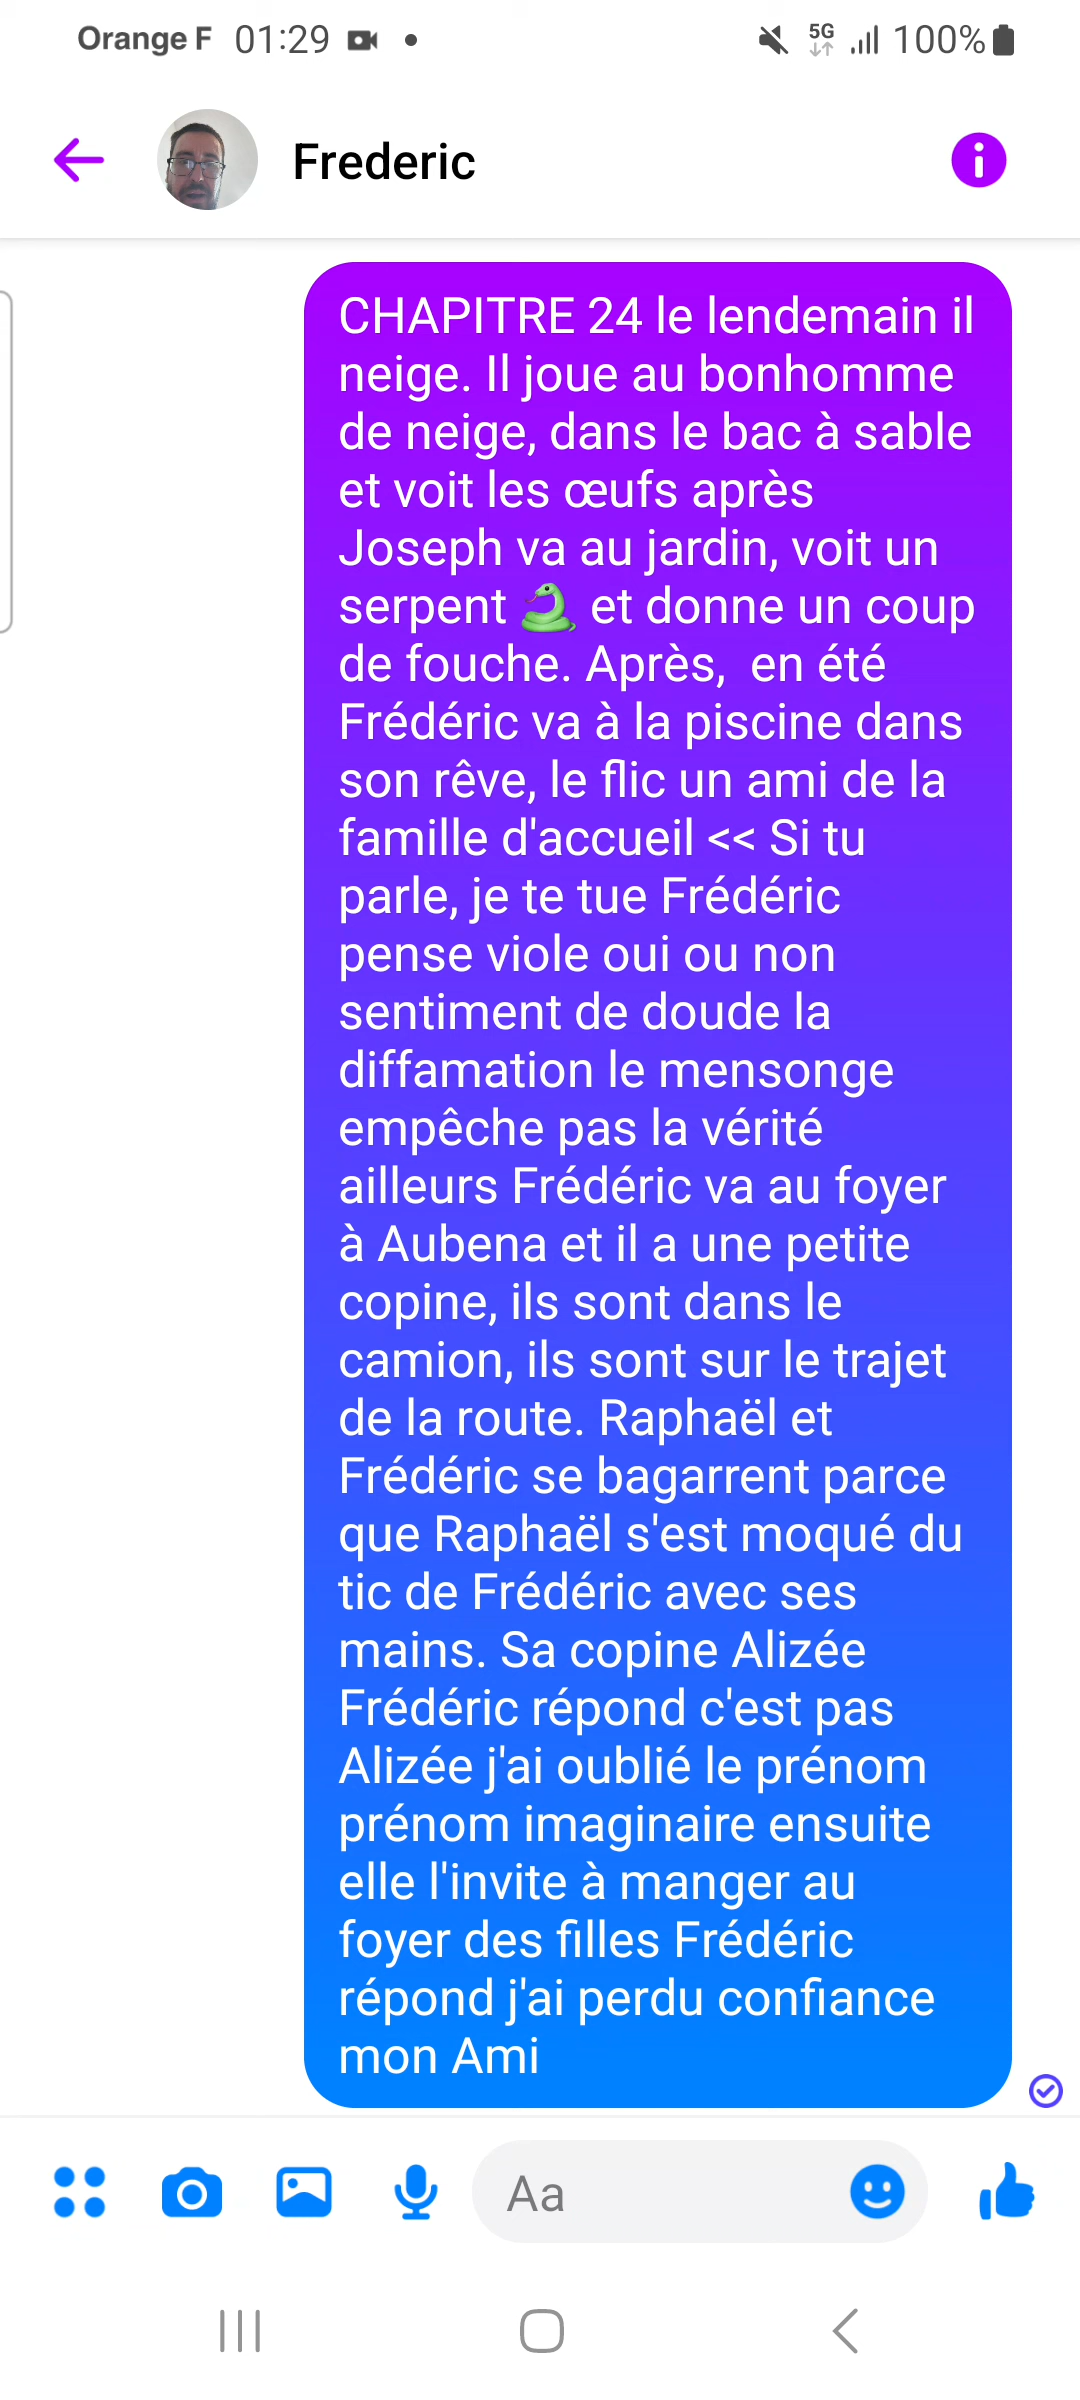 Orange F 01:29 5G 100%
Frederic
CHAPITRE 24 le lendemain il
neige. Il joue au bonhomme
de neige, dans le bac à sable
et voit les œufs après
Joseph va au jardin, voit un
serpent 🐍 et donne un coup
de fouche. Après,  en été
Frédéric va à la piscine dans
son rêve, le flic un ami de la
famille d'accueil << Si tu
parle, je te tue Frédéric
pense viole oui ou non
sentiment de doude la
diffamation le mensonge
empêche pas la vérité
ailleurs Frédéric va au foyer
à Aubena et il a une petite
copine, ils sont dans le
camion, ils sont sur le trajet
de la route. Raphaël et
Frédéric se bagarrent parce
que Raphaël s'est moqué du
tic de Frédéric avec ses
mains. Sa copine Alizée
Frédéric répond c'est pas
Alizée j'ai oublié le prénom
prénom imaginaire ensuite
elle l'invite à manger au
foyer des filles Frédéric
répond j'ai perdu confiance
mon Ami
Aa